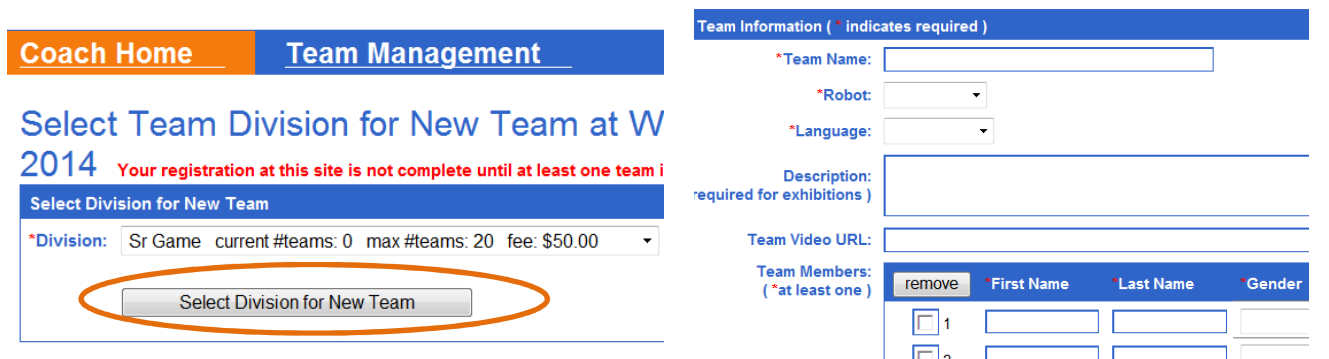 Coach Home Team Management
Select Team Division for New Team at W
2014 Your registration at this site is not complete until at least one team i
Select Division for New Team
*Division: Sr Game current #teams: 0 max #teams: 20 fee: $50.00
Select Division for New Team
Team Information ( * indicates required )
*Team Name:
*Robot:
*Language:
Description:
required for exhibitions )
Team Video URL:
Team Members:
( *at least one )
remove *First Name *Last Name *Gender
1
2